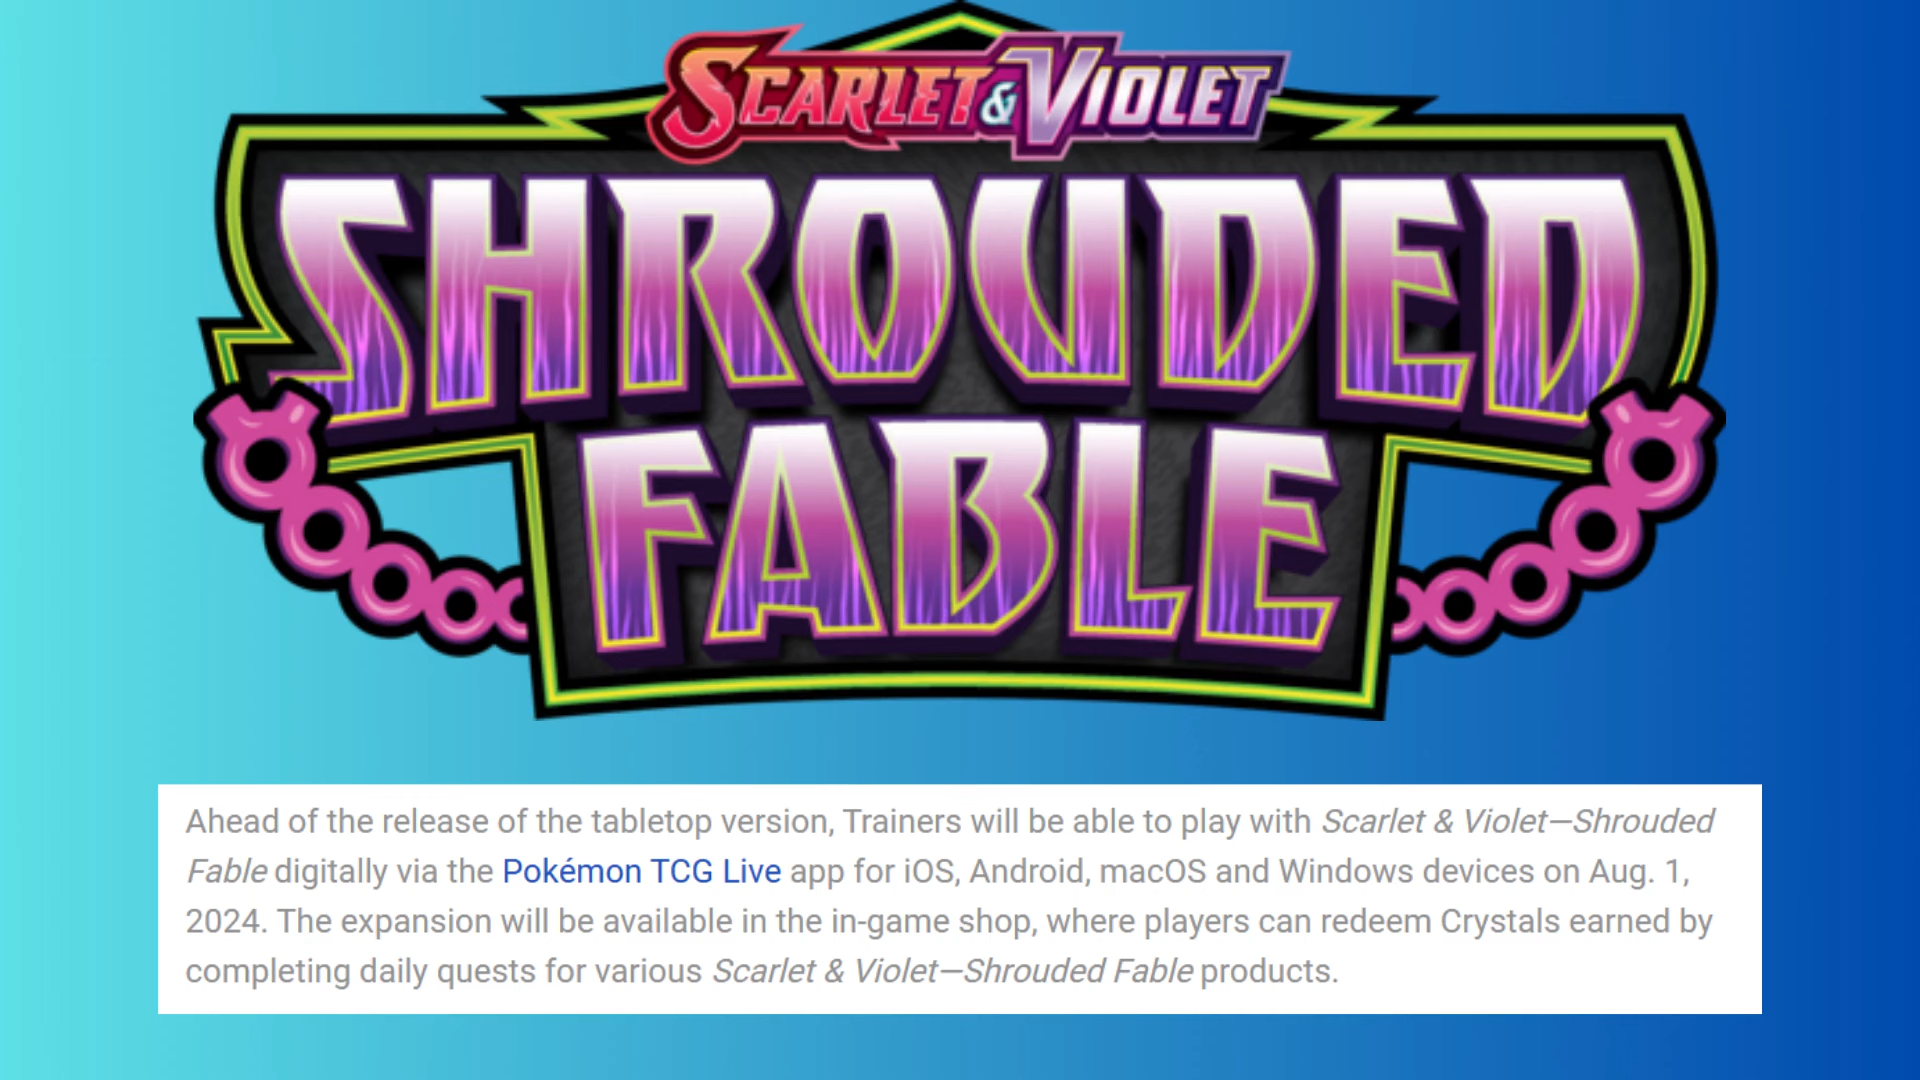 SCARLET & VIOLET
SHROUDED
FABLE
Ahead of the release of the tabletop version, Trainers will be able to play with Scarlet & Violet—Shrouded
Fable digitally via the Pokémon TCG Live app for iOS, Android, macOS and Windows devices on Aug. 1,
2024. The expansion will be available in the in-game shop, where players can redeem Crystals earned by
completing daily quests for various Scarlet & Violet—Shrouded Fable products.